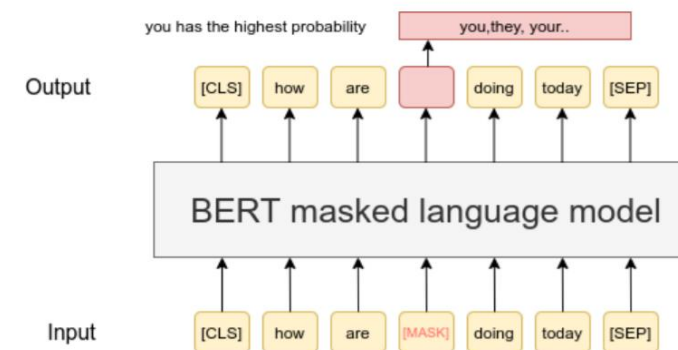 you has the highest probability
you,they, your..
Output
[CLS] how are doing today [SEP]
BERT masked language model
Input
[CLS] how are [MASK] doing today [SEP]